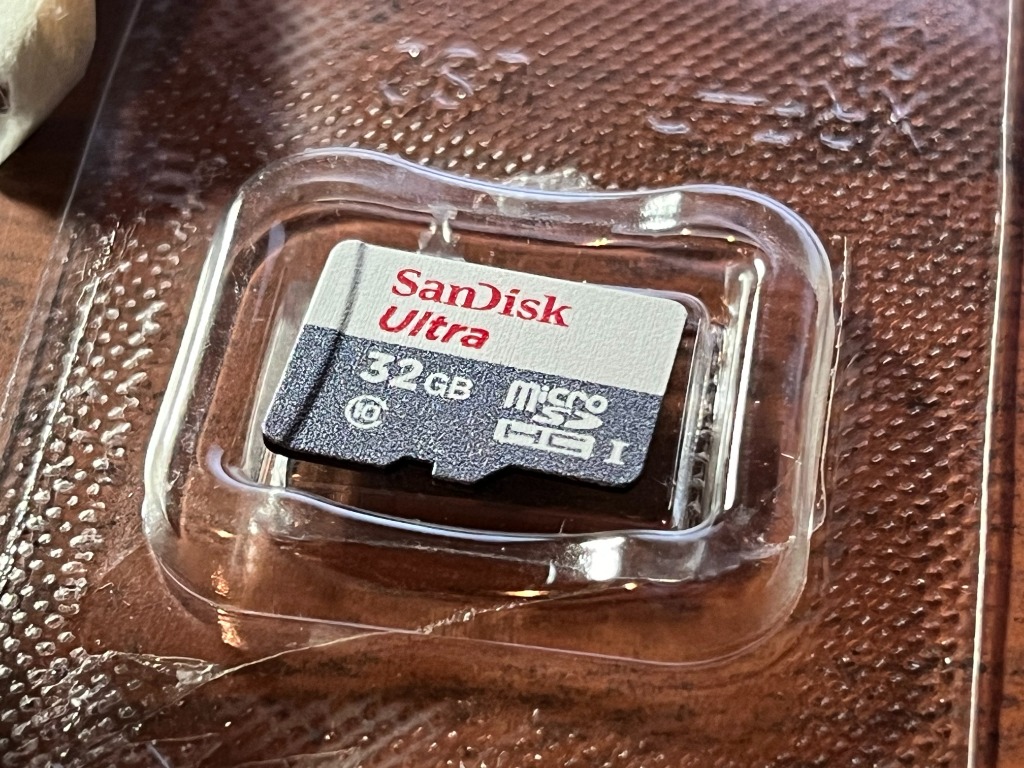 SanDisk
Ultra
32GB
10
micro
SD
HC I